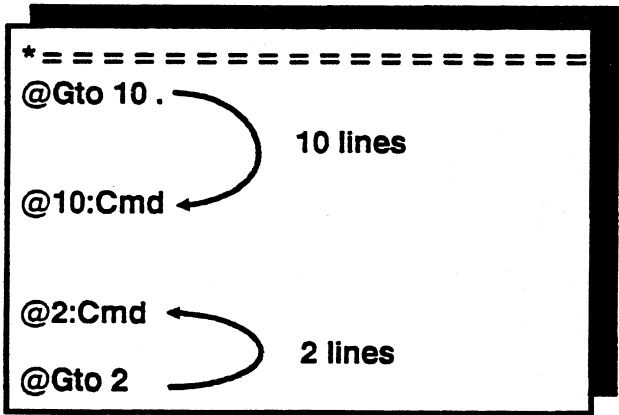 *= = = = = = = = = = = = = = = = = = =
@Gto 10 .
10 lines
@10:Cmd
@2:Cmd
2 lines
@Gto 2